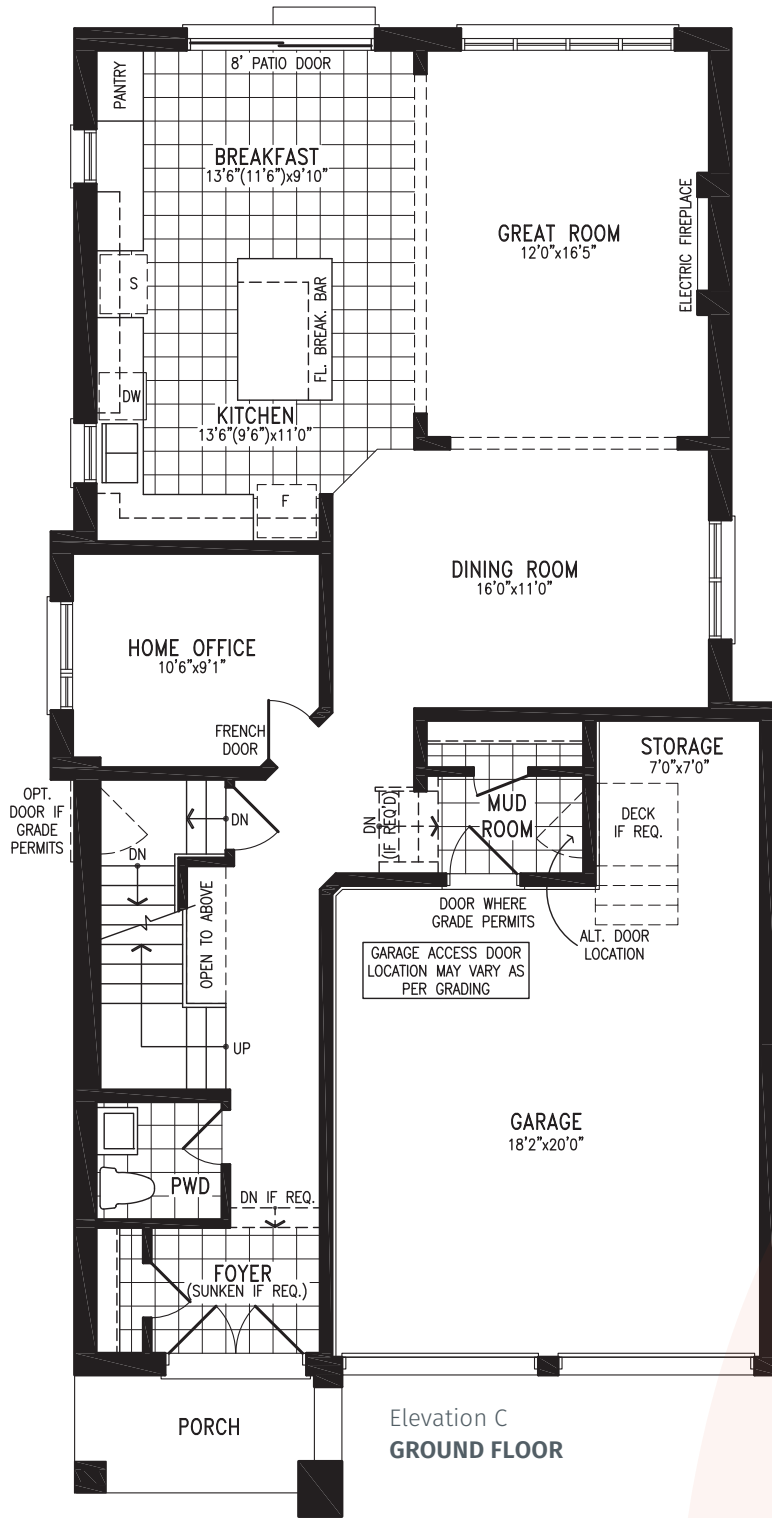 8' PATIO DOOR
PANTRY
BREAKFAST
13'6"(11'6")x9'10"
GREAT ROOM
12'0"x16'5"
ELECTRIC FIREPLACE
S
FL. BREAK. BAR
DW
KITCHEN
13'6"(9'6")x11'0"
F
DINING ROOM
16'0"x11'0"
HOME OFFICE
10'6"x9'1"
FRENCH
DOOR
STORAGE
7'0"x7'0"
OPT.
DOOR IF
GRADE
PERMITS
DN
DN
DN
(IF REQ'D)
MUD
ROOM
DECK
IF REQ.
OPEN TO ABOVE
DOOR WHERE
GRADE PERMITS
ALT. DOOR
LOCATION
GARAGE ACCESS DOOR
LOCATION MAY VARY AS
PER GRADING
UP
GARAGE
18'2"x20'0"
PWD
DN IF REQ.
FOYER
(SUNKEN IF REQ.)
PORCH
Elevation C
GROUND FLOOR